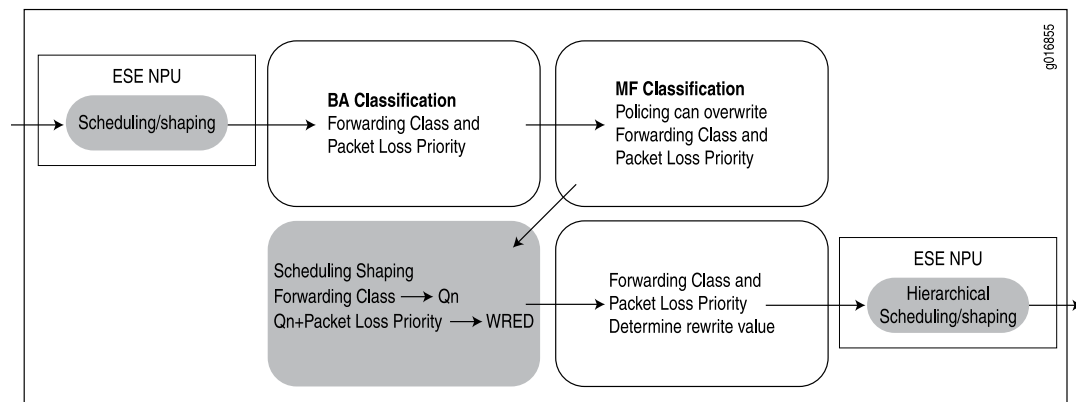 g016855
ESE NPU
Scheduling/shaping
BA Classification
Forwarding Class and
Packet Loss Priority
MF Classification
Policing can overwrite
Forwarding Class and
Packet Loss Priority
Scheduling Shaping
Forwarding Class → Qn
Qn+Packet Loss Priority → WRED
Forwarding Class and
Packet Loss Priority
Determine rewrite value
ESE NPU
Hierarchical
Scheduling/shaping